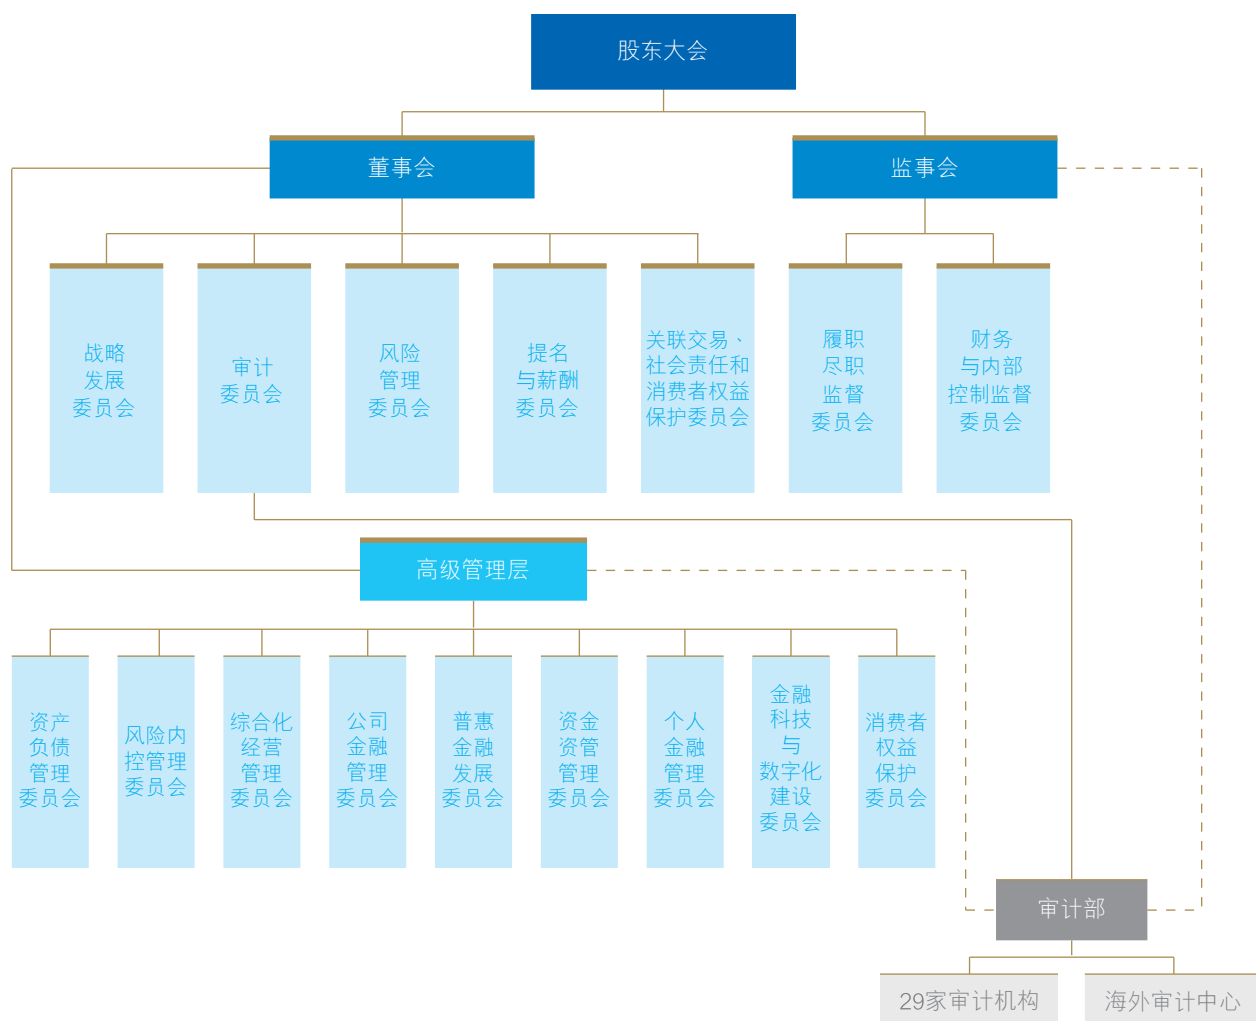 股东大会
董事会
监事会
战略
发展
委员会
审计
委员会
风险
管理
委员会
提名
与薪酬
委员会
关联交易、
社会责任和
消费者权益
保护委员会
履职
尽职
监督
委员会
财务
与内部
控制监督
委员会
高级管理层
资产
负债
管理
委员会
风险内
控管理
委员会
综合化
经营
管理
委员会
公司
金融
管理
委员会
普惠
金融
发展
委员会
资金
资管
管理
委员会
个人
金融
管理
委员会
金融
科技
与
数字化
建设
委员会
消费者
权益
保护
委员会
审计部
29家审计机构
海外审计中心